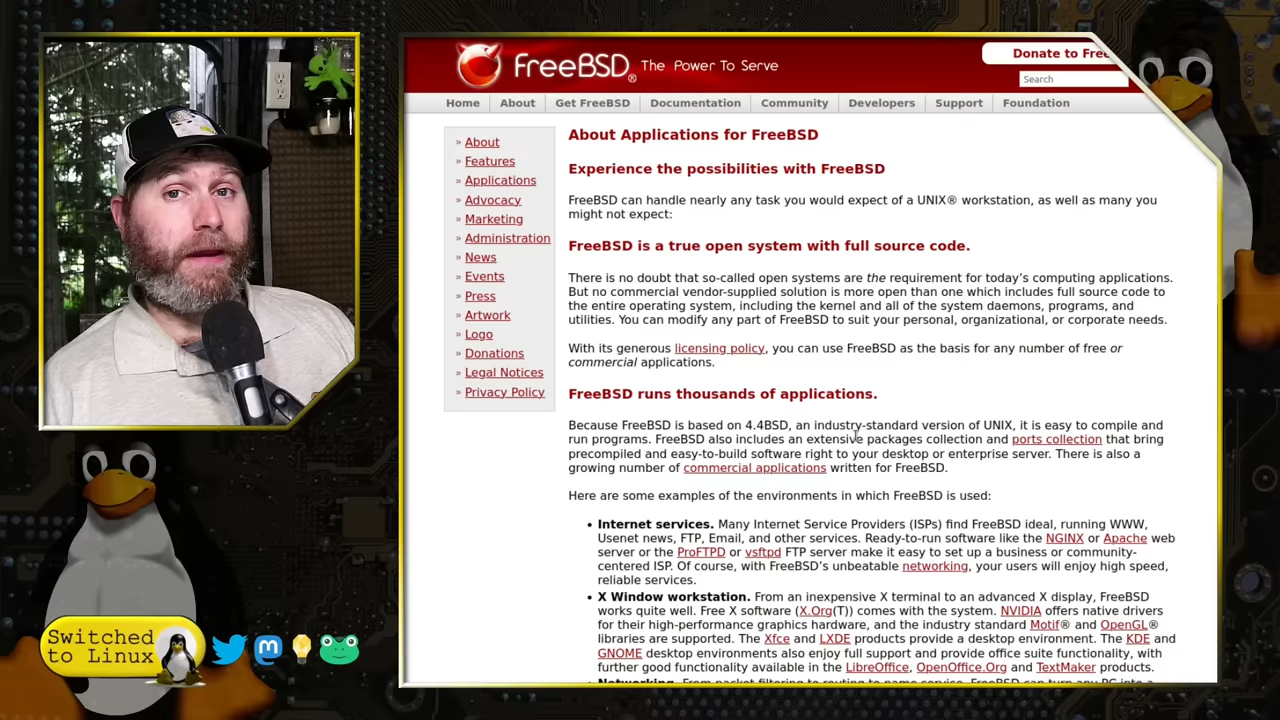 FreeBSD® The Power To Serve
Donate to Free
Search
Home About Get FreeBSD Documentation Community Developers Support Foundation
» About
» Features
» Applications
» Advocacy
» Marketing
» Administration
» News
» Events
» Press
» Artwork
» Logo
» Donations
» Legal Notices
» Privacy Policy
About Applications for FreeBSD
Experience the possibilities with FreeBSD
FreeBSD can handle nearly any task you would expect of a UNIX® workstation, as well as many you
might not expect:
FreeBSD is a true open system with full source code.
There is no doubt that so-called open systems are the requirement for today's computing applications.
But no commercial vendor-supplied solution is more open than one which includes full source code to
the entire operating system, including the kernel and all of the system daemons, programs, and
utilities. You can modify any part of FreeBSD to suit your personal, organizational, or corporate needs.
With its generous licensing policy, you can use FreeBSD as the basis for any number of free or
commercial applications.
FreeBSD runs thousands of applications.
Because FreeBSD is based on 4.4BSD, an industry-standard version of UNIX, it is easy to compile and
run programs. FreeBSD also includes an extensive packages collection and ports collection that bring
precompiled and easy-to-build software right to your desktop or enterprise server. There is also a
growing number of commercial applications written for FreeBSD.
Here are some examples of the environments in which FreeBSD is used:
• Internet services. Many Internet Service Providers (ISPs) find FreeBSD ideal, running WWW,
Usenet news, FTP, Email, and other services. Ready-to-run software like the NGINX or Apache web
server or the ProFTPD or vsftpd FTP server make it easy to set up a business or community-
centered ISP. Of course, with FreeBSD's unbeatable networking, your users will enjoy high speed,
reliable services.
• X Window workstation. From an inexpensive X terminal to an advanced X display, FreeBSD
works quite well. Free X software (X.Org(T)) comes with the system. NVIDIA offers native drivers
for their high-performance graphics hardware, and the industry standard Motif® and OpenGL®
libraries are supported. The Xfce and LXDE products provide a desktop environment. The KDE and
GNOME desktop environments also enjoy full support and provide office suite functionality, with
further good functionality available in the LibreOffice, OpenOffice.Org and TextMaker products.
• Networking. From packet filtering to routing to name service, FreeBSD can turn any PC into a
Switched
to Linux